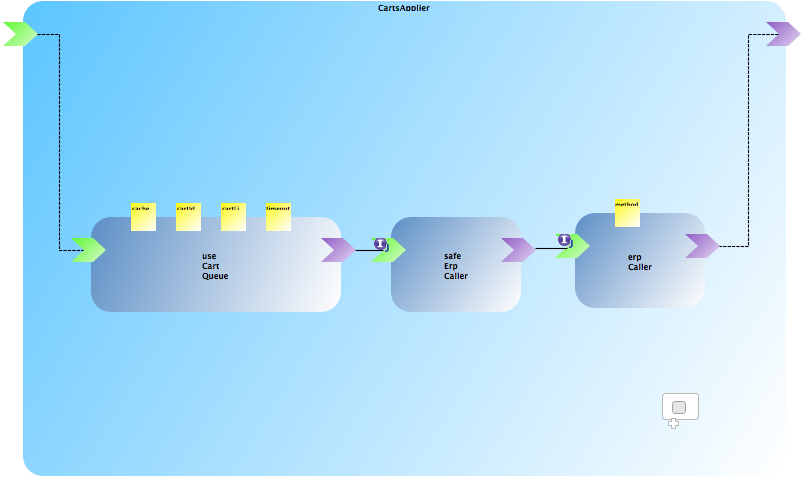 CartsApplier
cache
cartId
cartLi
timeout
method
use
Cart
Queue
safe
Erp
Caller
erp
Caller
I
I